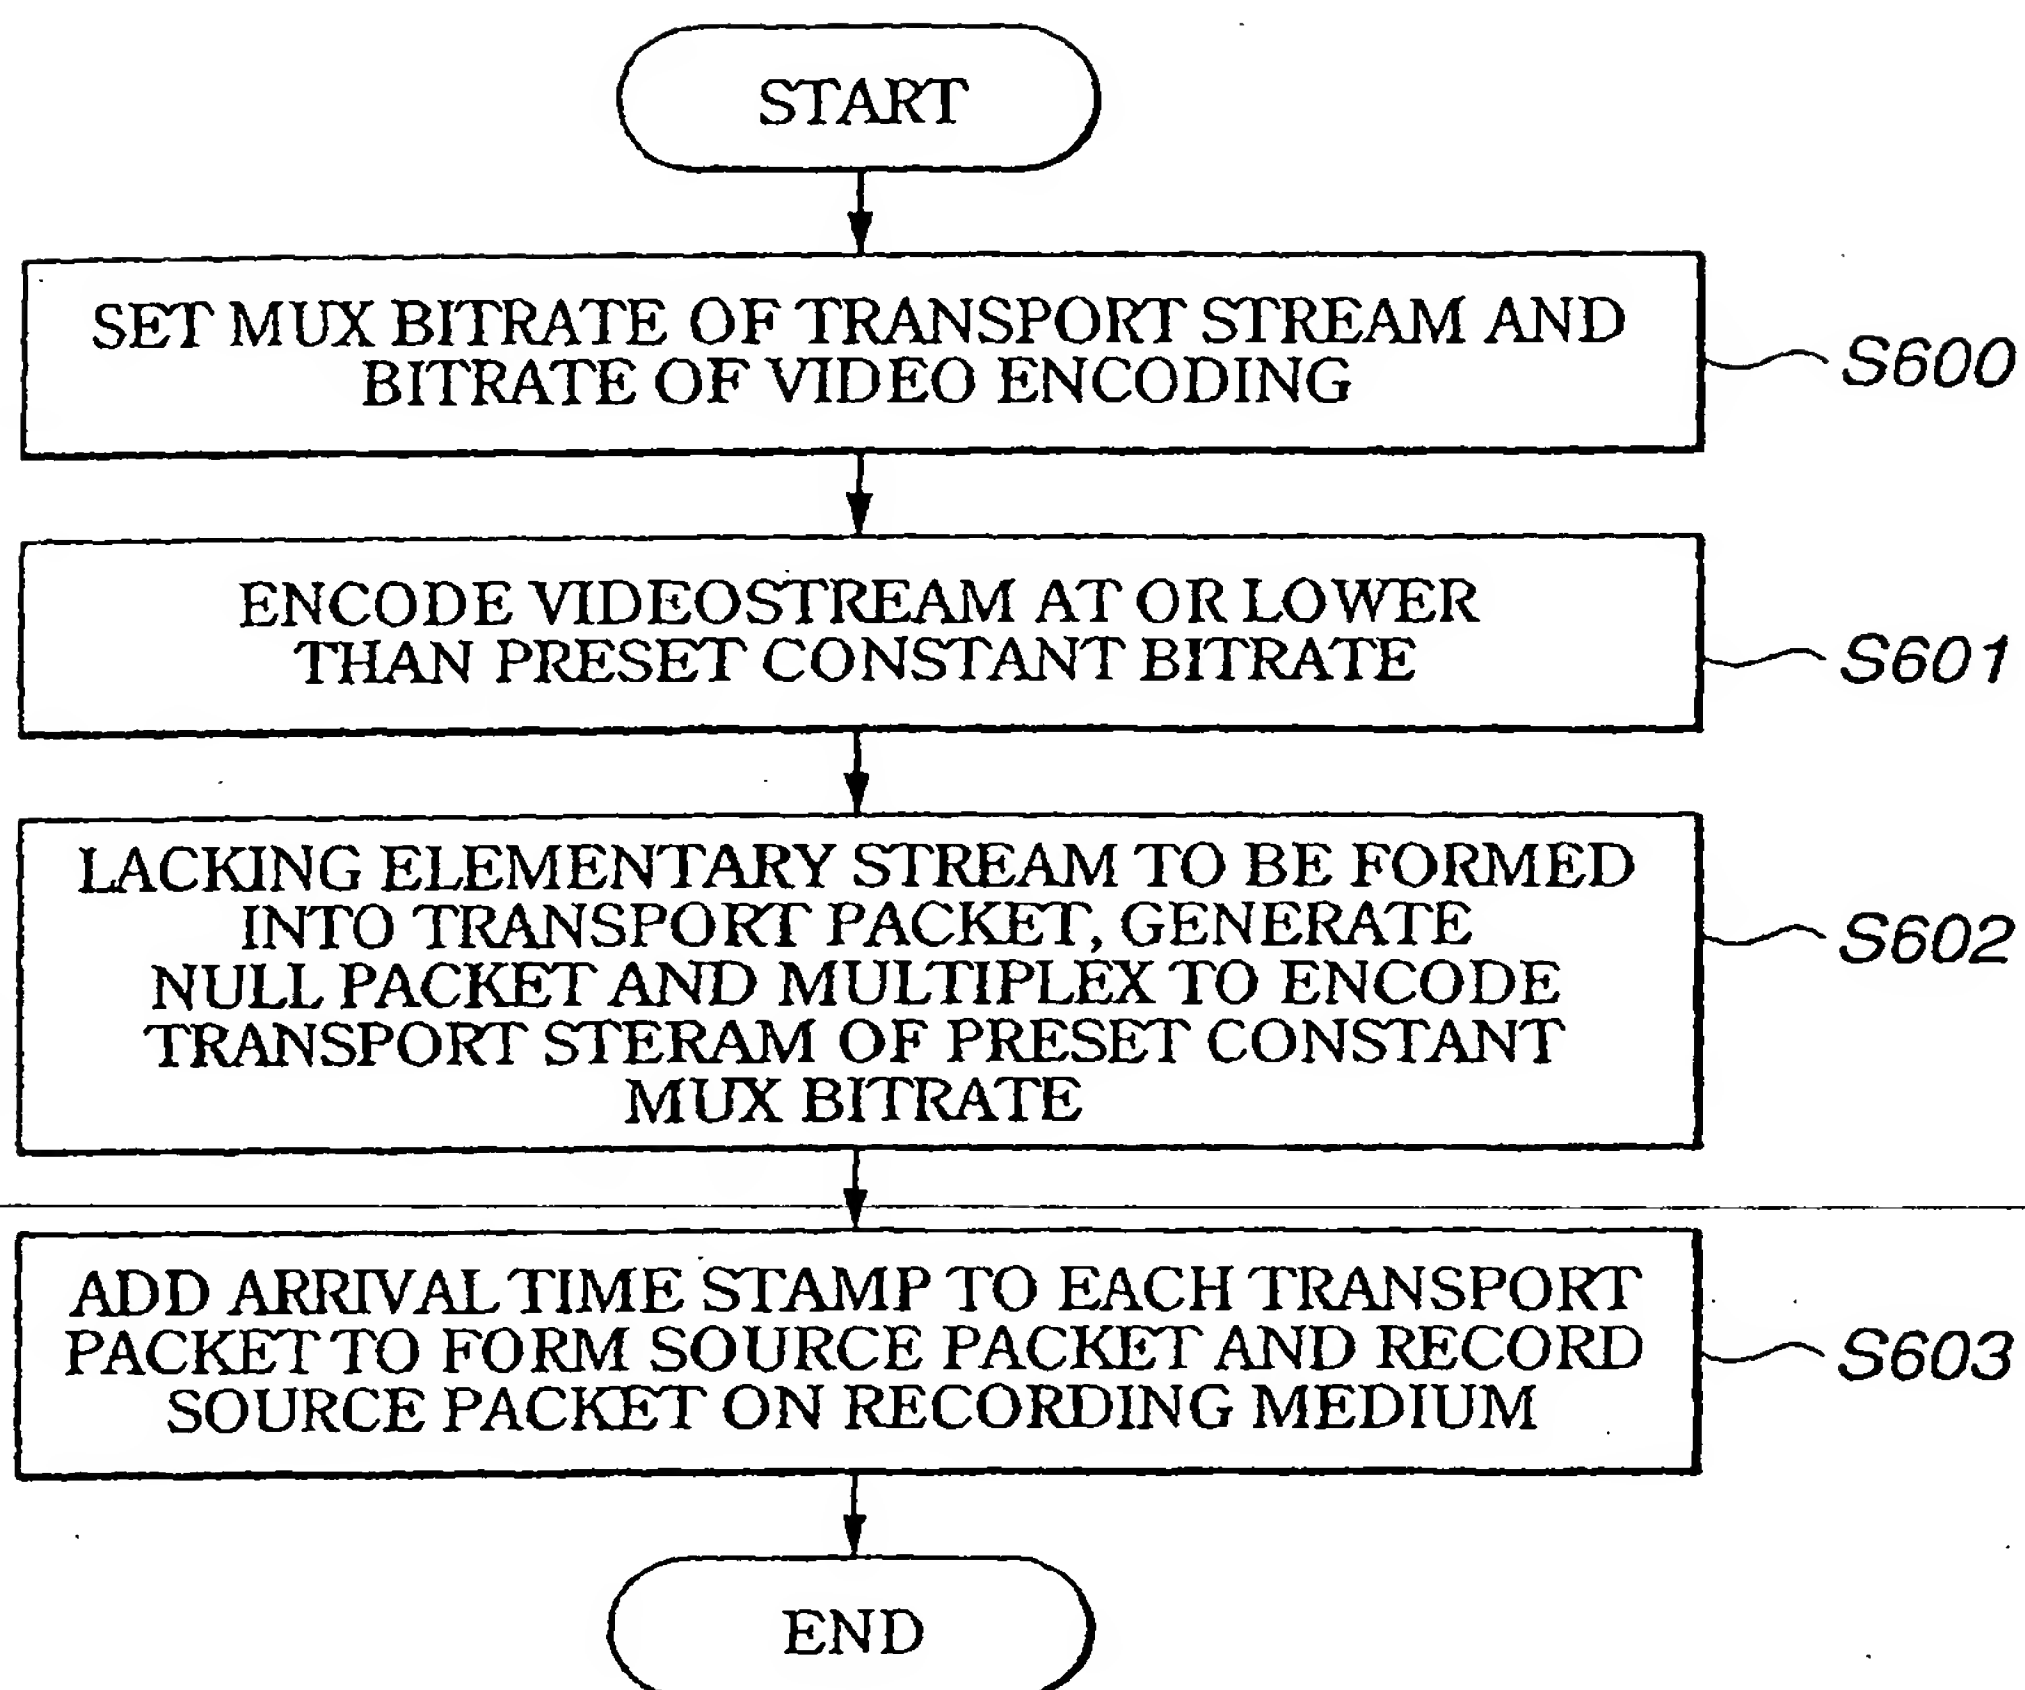 START
SET MUX BITRATE OF TRANSPORT STREAM AND
BITRATE OF VIDEO ENCODING
S600
ENCODE VIDEOSTREAM AT OR LOWER
THAN PRESET CONSTANT BITRATE
S601
LACKING ELEMENTARY STREAM TO BE FORMED
INTO TRANSPORT PACKET, GENERATE
NULL PACKET AND MULTIPLEX TO ENCODE
TRANSPORT STERAM OF PRESET CONSTANT
MUX BITRATE
S602
ADD ARRIVAL TIME STAMP TO EACH TRANSPORT
PACKET TO FORM SOURCE PACKET AND RECORD
SOURCE PACKET ON RECORDING MEDIUM
S603
END